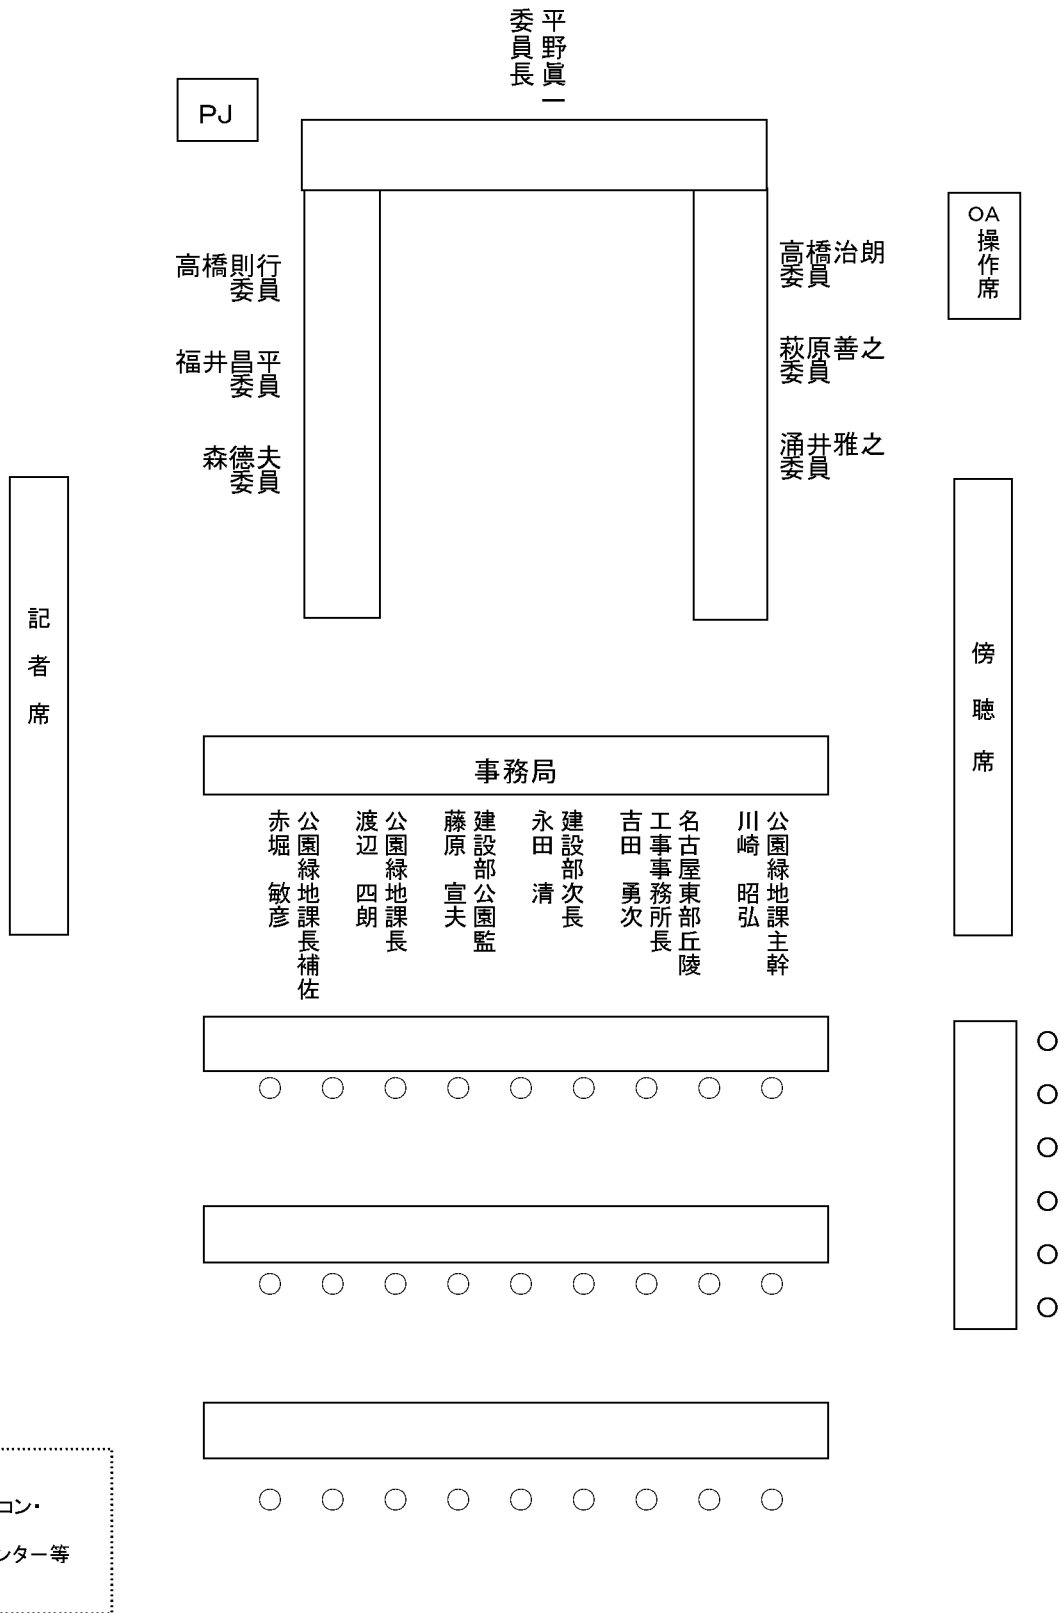 平野眞一
委員長
PJ
OA
操作席
高橋則行
委員
高橋治朗
委員
福井昌平
委員
萩原善之
委員
森德夫
委員
涌井雅之
委員
記者席
傍聴席
事務局
公園緑地課主幹
川崎 昭弘
名古屋東部丘陵
工事事務所長
吉田 勇次
建設部次長
永田 清
建設部公園監
藤原 宣夫
公園緑地課長
渡辺 四朗
公園緑地課長補佐
赤堀 敏彦
コン・
ンター等